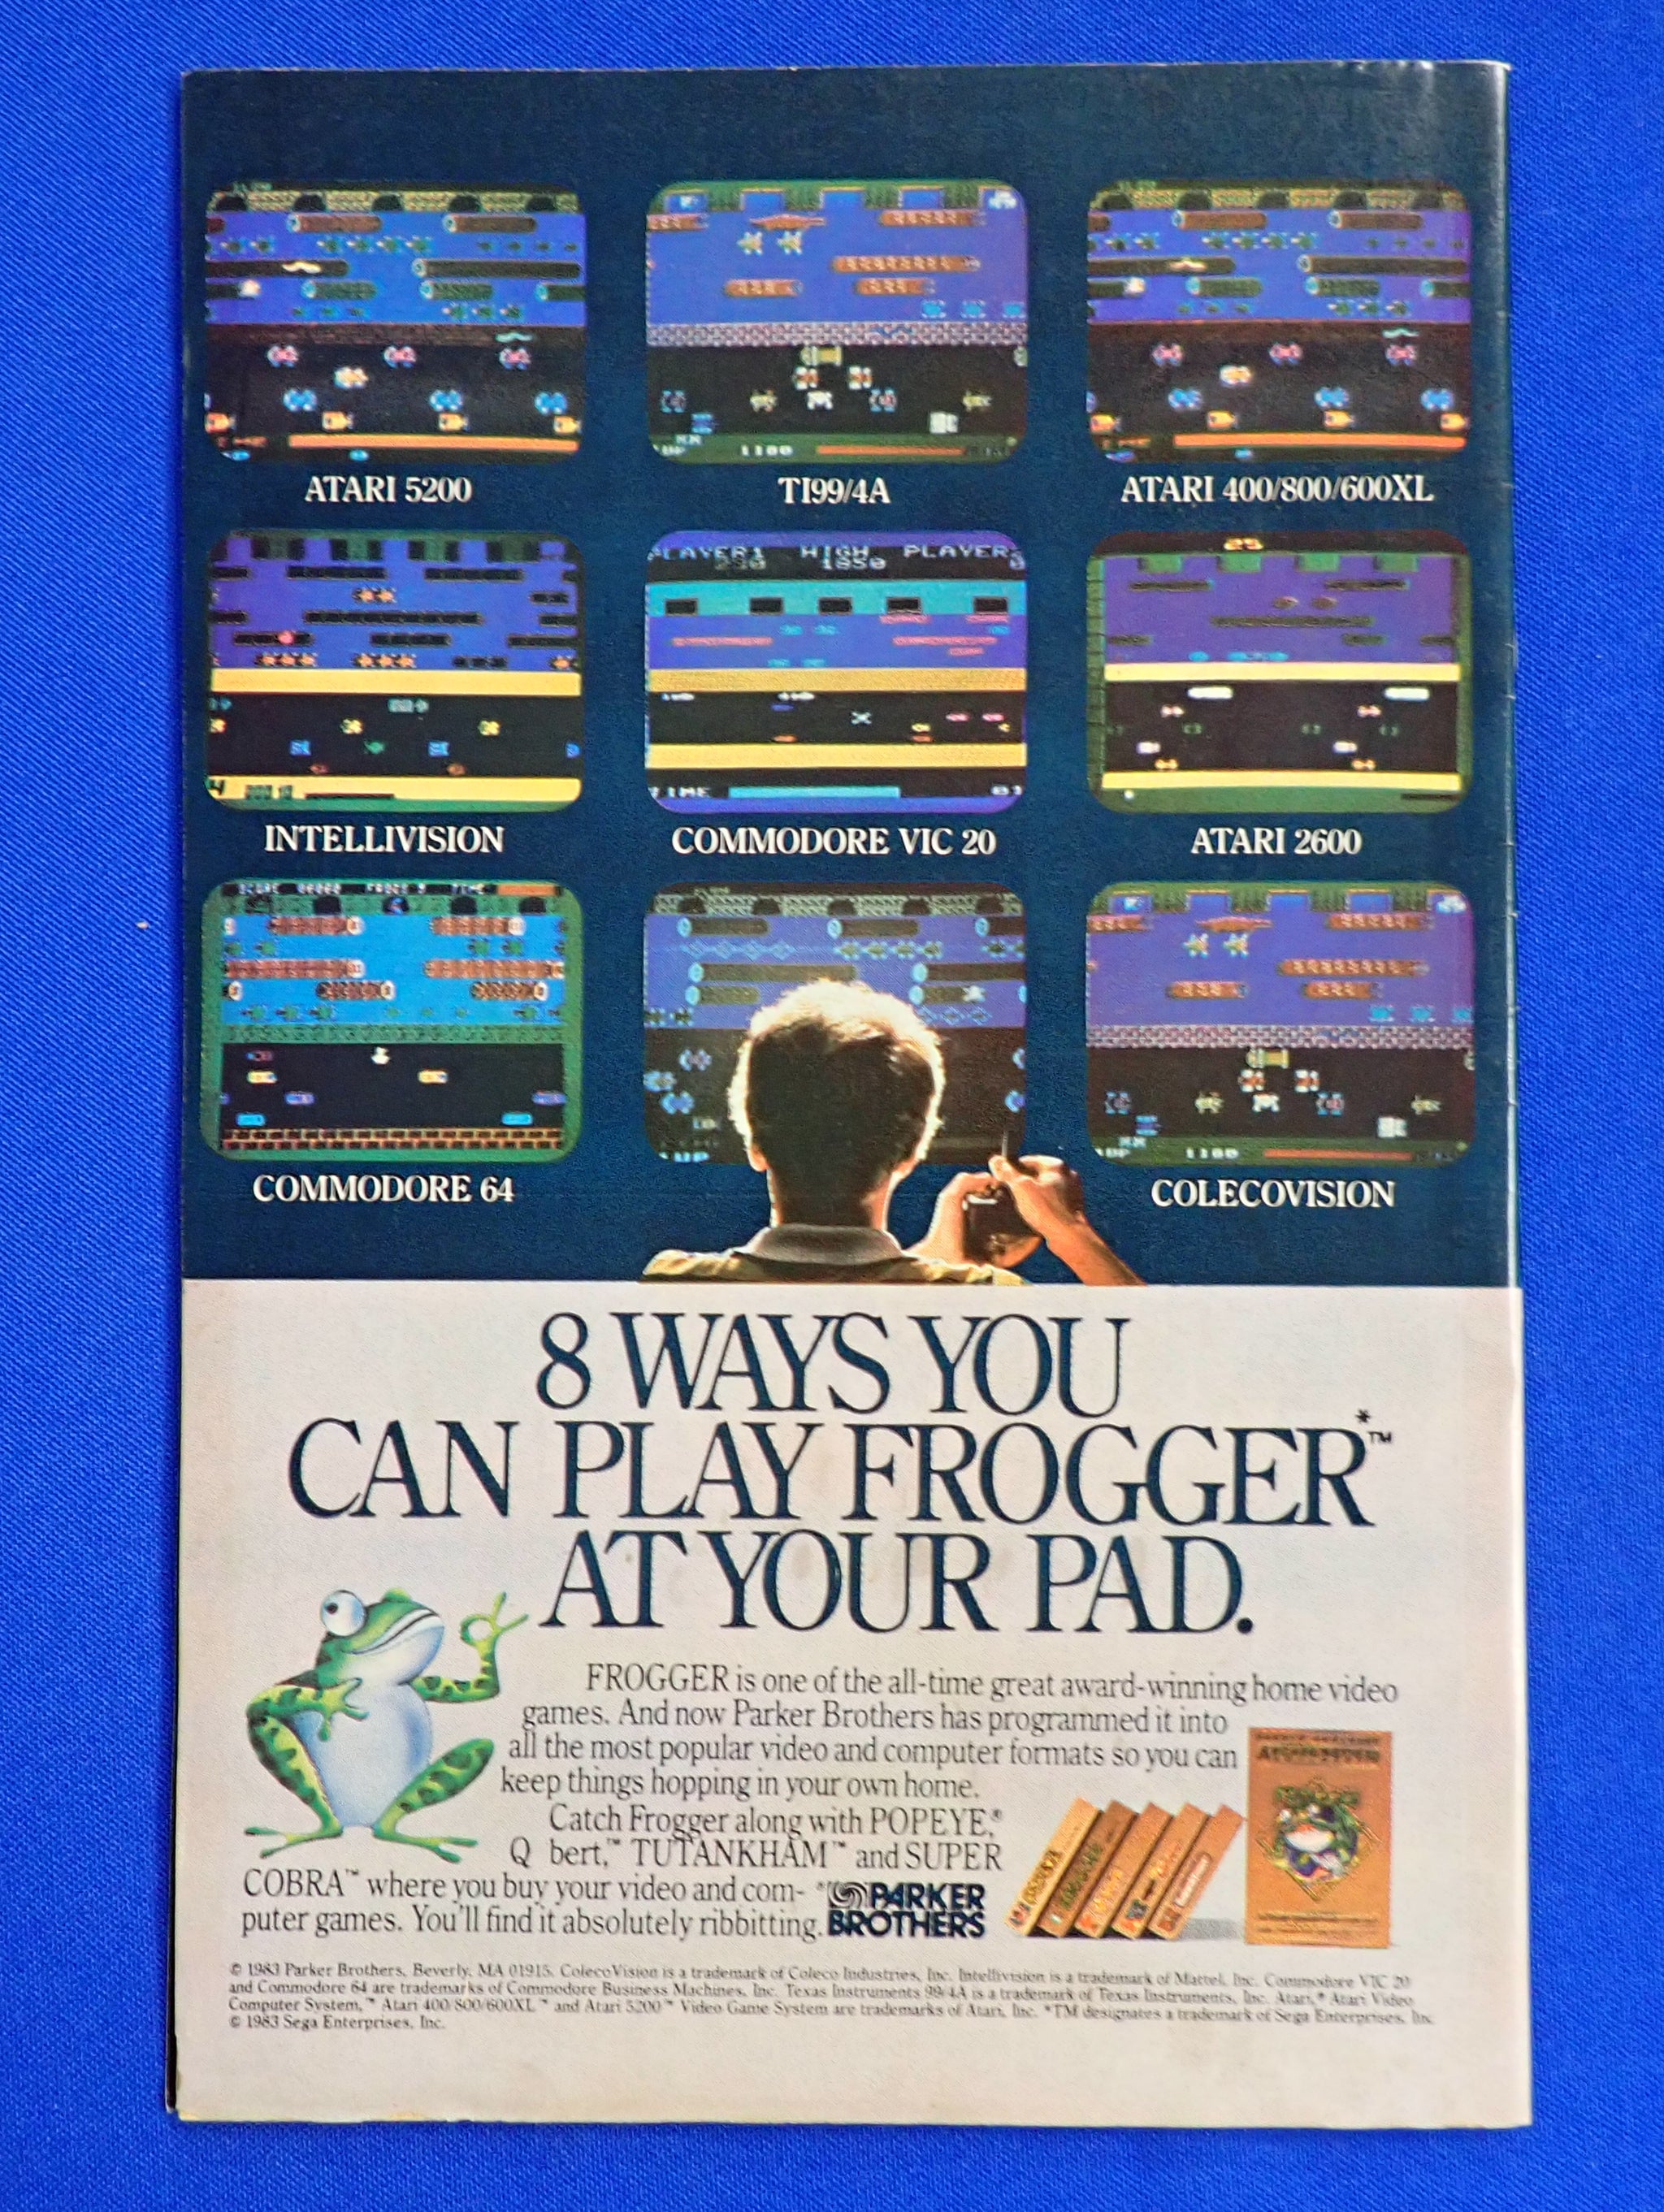 ATARI 5200
TI99/4A
ATARI 400/800/600XL
PLAYER1 HIGH PLAYER
1850
25
INTELLIVISION
COMMODORE VIC 20
ATARI 2600
TIME
1100
COMMODORE 64
COLECOVISION
8 WAYS YOU
CAN PLAY FROGGER*™
AT YOUR PAD.
FROGGER is one of the all-time great award-winning home video
games. And now Parker Brothers has programmed it into
all the most popular video and computer formats so you can
keep things hopping in your own home.
Catch Frogger along with POPEYE,®
Q bert,™ TUTANKHAM™ and SUPER
COBRA™ where you buy your video and com-
puter games. You'll find it absolutely ribbitting.
PARKER
BROTHERS
© 1983 Parker Brothers, Beverly, MA 01915. ColecoVision is a trademark of Coleco Industries, Inc. Intellivision is a trademark of Mattel, Inc. Commodore VIC 20
and Commodore 64 are trademarks of Commodore Business Machines, Inc. Texas Instruments 99/4A is a trademark of Texas Instruments, Inc. Atari,® Atari Video
Computer System,™ Atari 400/800/600XL™ and Atari 5200™ Video Game System are trademarks of Atari, Inc. *TM designates a trademark of Sega Enterprises, Inc.
© 1983 Sega Enterprises, Inc.